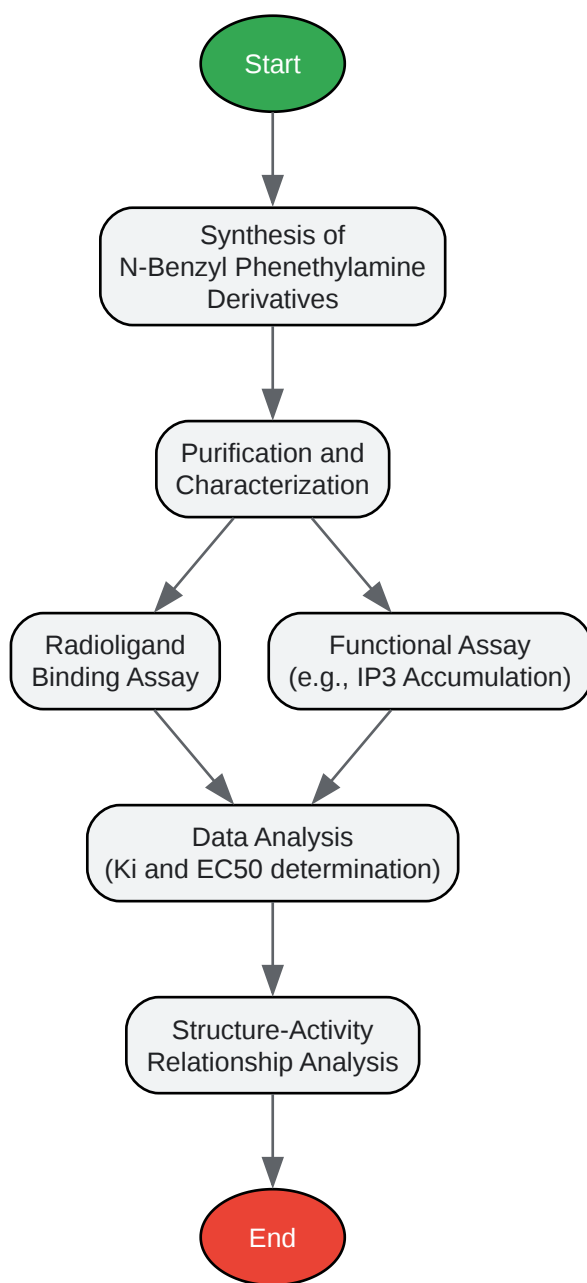 Start
Synthesis of
N-Benzyl Phenethylamine
Derivatives
Purification and
Characterization
Radioligand
Binding Assay
Functional Assay
(e.g., IP3 Accumulation)
Data Analysis
(Ki and EC50 determination)
Structure-Activity
Relationship Analysis
End